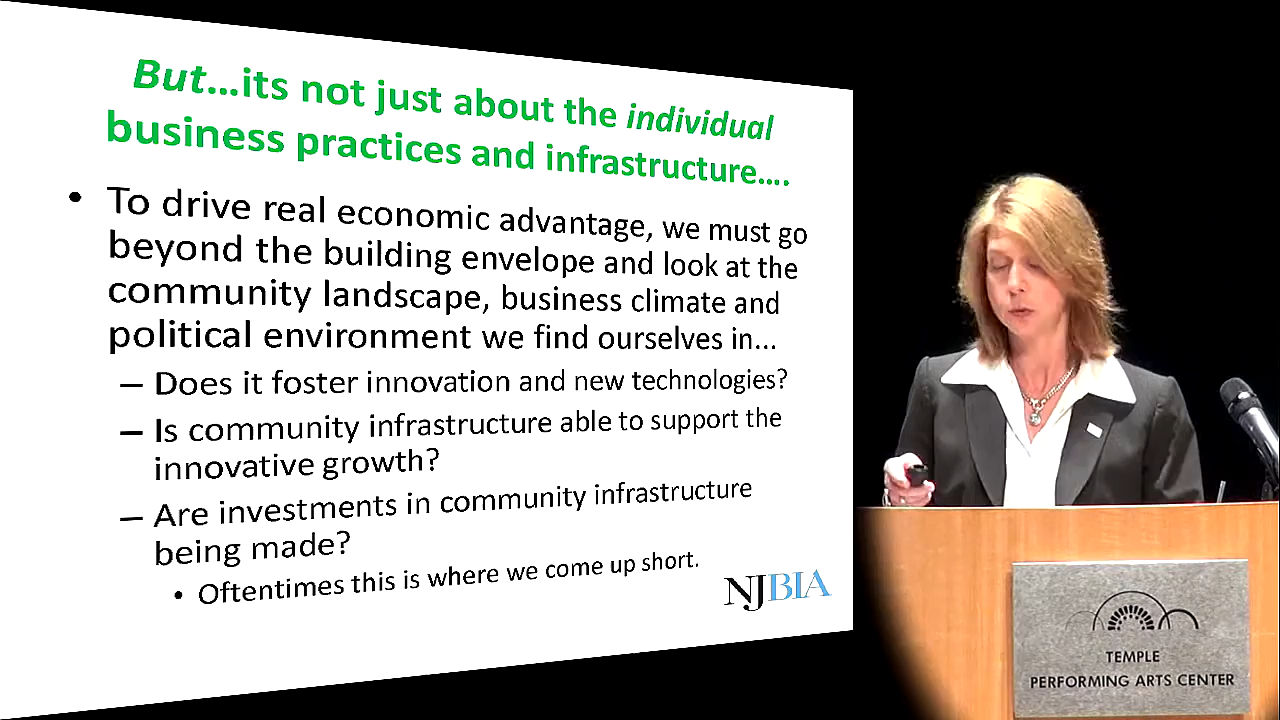 But...its not just about the individual
business practices and infrastructure....
• To drive real economic advantage, we must go
beyond the building envelope and look at the
community landscape, business climate and
political environment we find ourselves in...
– Does it foster innovation and new technologies?
– Is community infrastructure able to support the
innovative growth?
– Are investments in community infrastructure
being made?
• Oftentimes this is where we come up short.
NJBIA
TEMPLE
PERFORMING ARTS CENTER